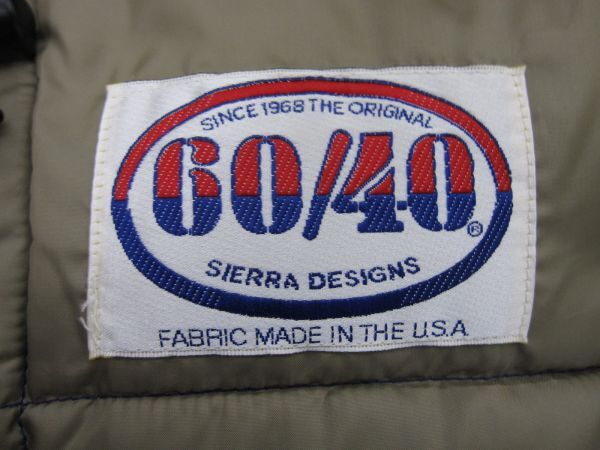 SINCE 1968 THE ORIGINAL
60/40®
SIERRA DESIGNS
FABRIC MADE IN THE U.S.A